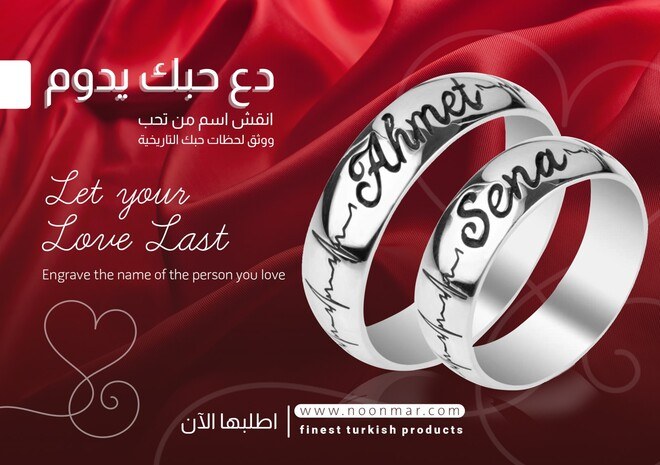 دع حبك يدوم
انقش اسم من تحب
ووثق لحظات حبك التاريخية
Let your
Love Last
Engrave the name of the person you love
Ahmet
Sena
اطلبها الآن
www.noonmar.com
finest turkish products